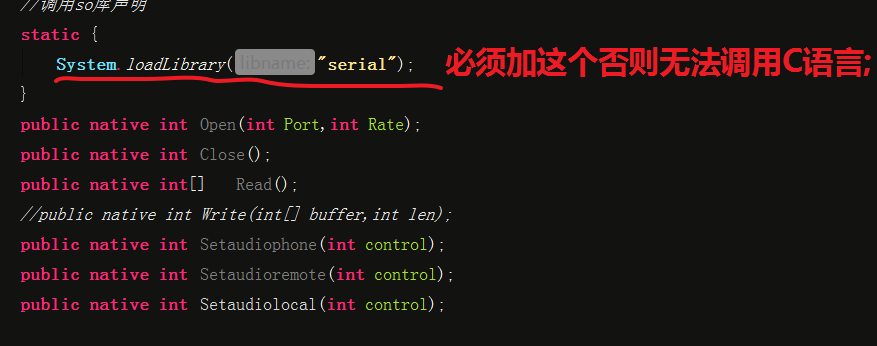 //调用so库声明
static {
System.loadLibrary( libname: "serial"); 必须加这个否则无法调用C语言;
}
public native int Open(int Port,int Rate);
public native int Close();
public native int[] Read();
//public native int Write(int[] buffer,int len);
public native int Setaudiophone(int control);
public native int Setaudioremote(int control);
public native int Setaudiolocal(int control);